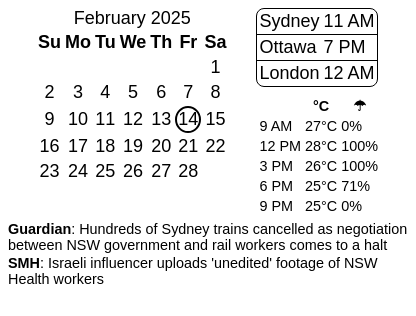 February 2025
Su Mo Tu We Th Fr Sa
1
2 3 4 5 6 7 8
9 10 11 12 13 14 15
16 17 18 19 20 21 22
23 24 25 26 27 28
Sydney 11 AM
Ottawa 7 PM
London 12 AM
°C ☂
9 AM 27°C 0%
12 PM 28°C 100%
3 PM 26°C 100%
6 PM 25°C 71%
9 PM 25°C 0%
Guardian: Hundreds of Sydney trains cancelled as negotiation
between NSW government and rail workers comes to a halt
SMH: Israeli influencer uploads 'unedited' footage of NSW
Health workers